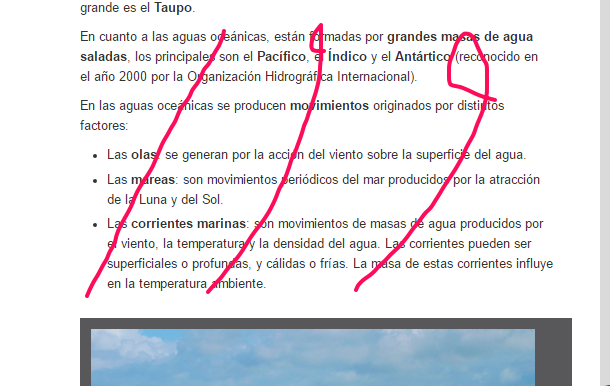 grande es el Taupo.
En cuanto a las aguas oceánicas, están formadas por grandes masas de agua
saladas, los principales son el Pacífico, el Índico y el Antártico (reconocido en
el año 2000 por la Organización Hidrográfica Internacional).
En las aguas oceánicas se producen movimientos originados por distintos
factores:
• Las olas: se generan por la acción del viento sobre la superficie del agua.
• Las mareas: son movimientos periódicos del mar producidos por la atracción
de la Luna y del Sol.
• Las corrientes marinas: son movimientos de masas de agua producidos por
el viento, la temperatura y la densidad del agua. Las corrientes pueden ser
superficiales o profundas, y cálidas o frías. La masa de estas corrientes influye
en la temperatura ambiente.